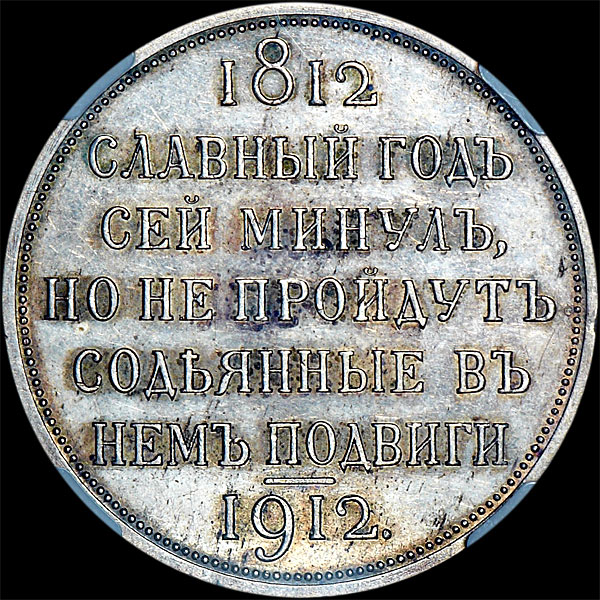 1812
СЛАВНЫЙ ГОДЪ
СЕЙ МИНУЛЪ,
НО НЕ ПРОЙДУТЪ
СОДѢЯННЫЕ ВЪ
НЕМЪ ПОДВИГИ
1912.